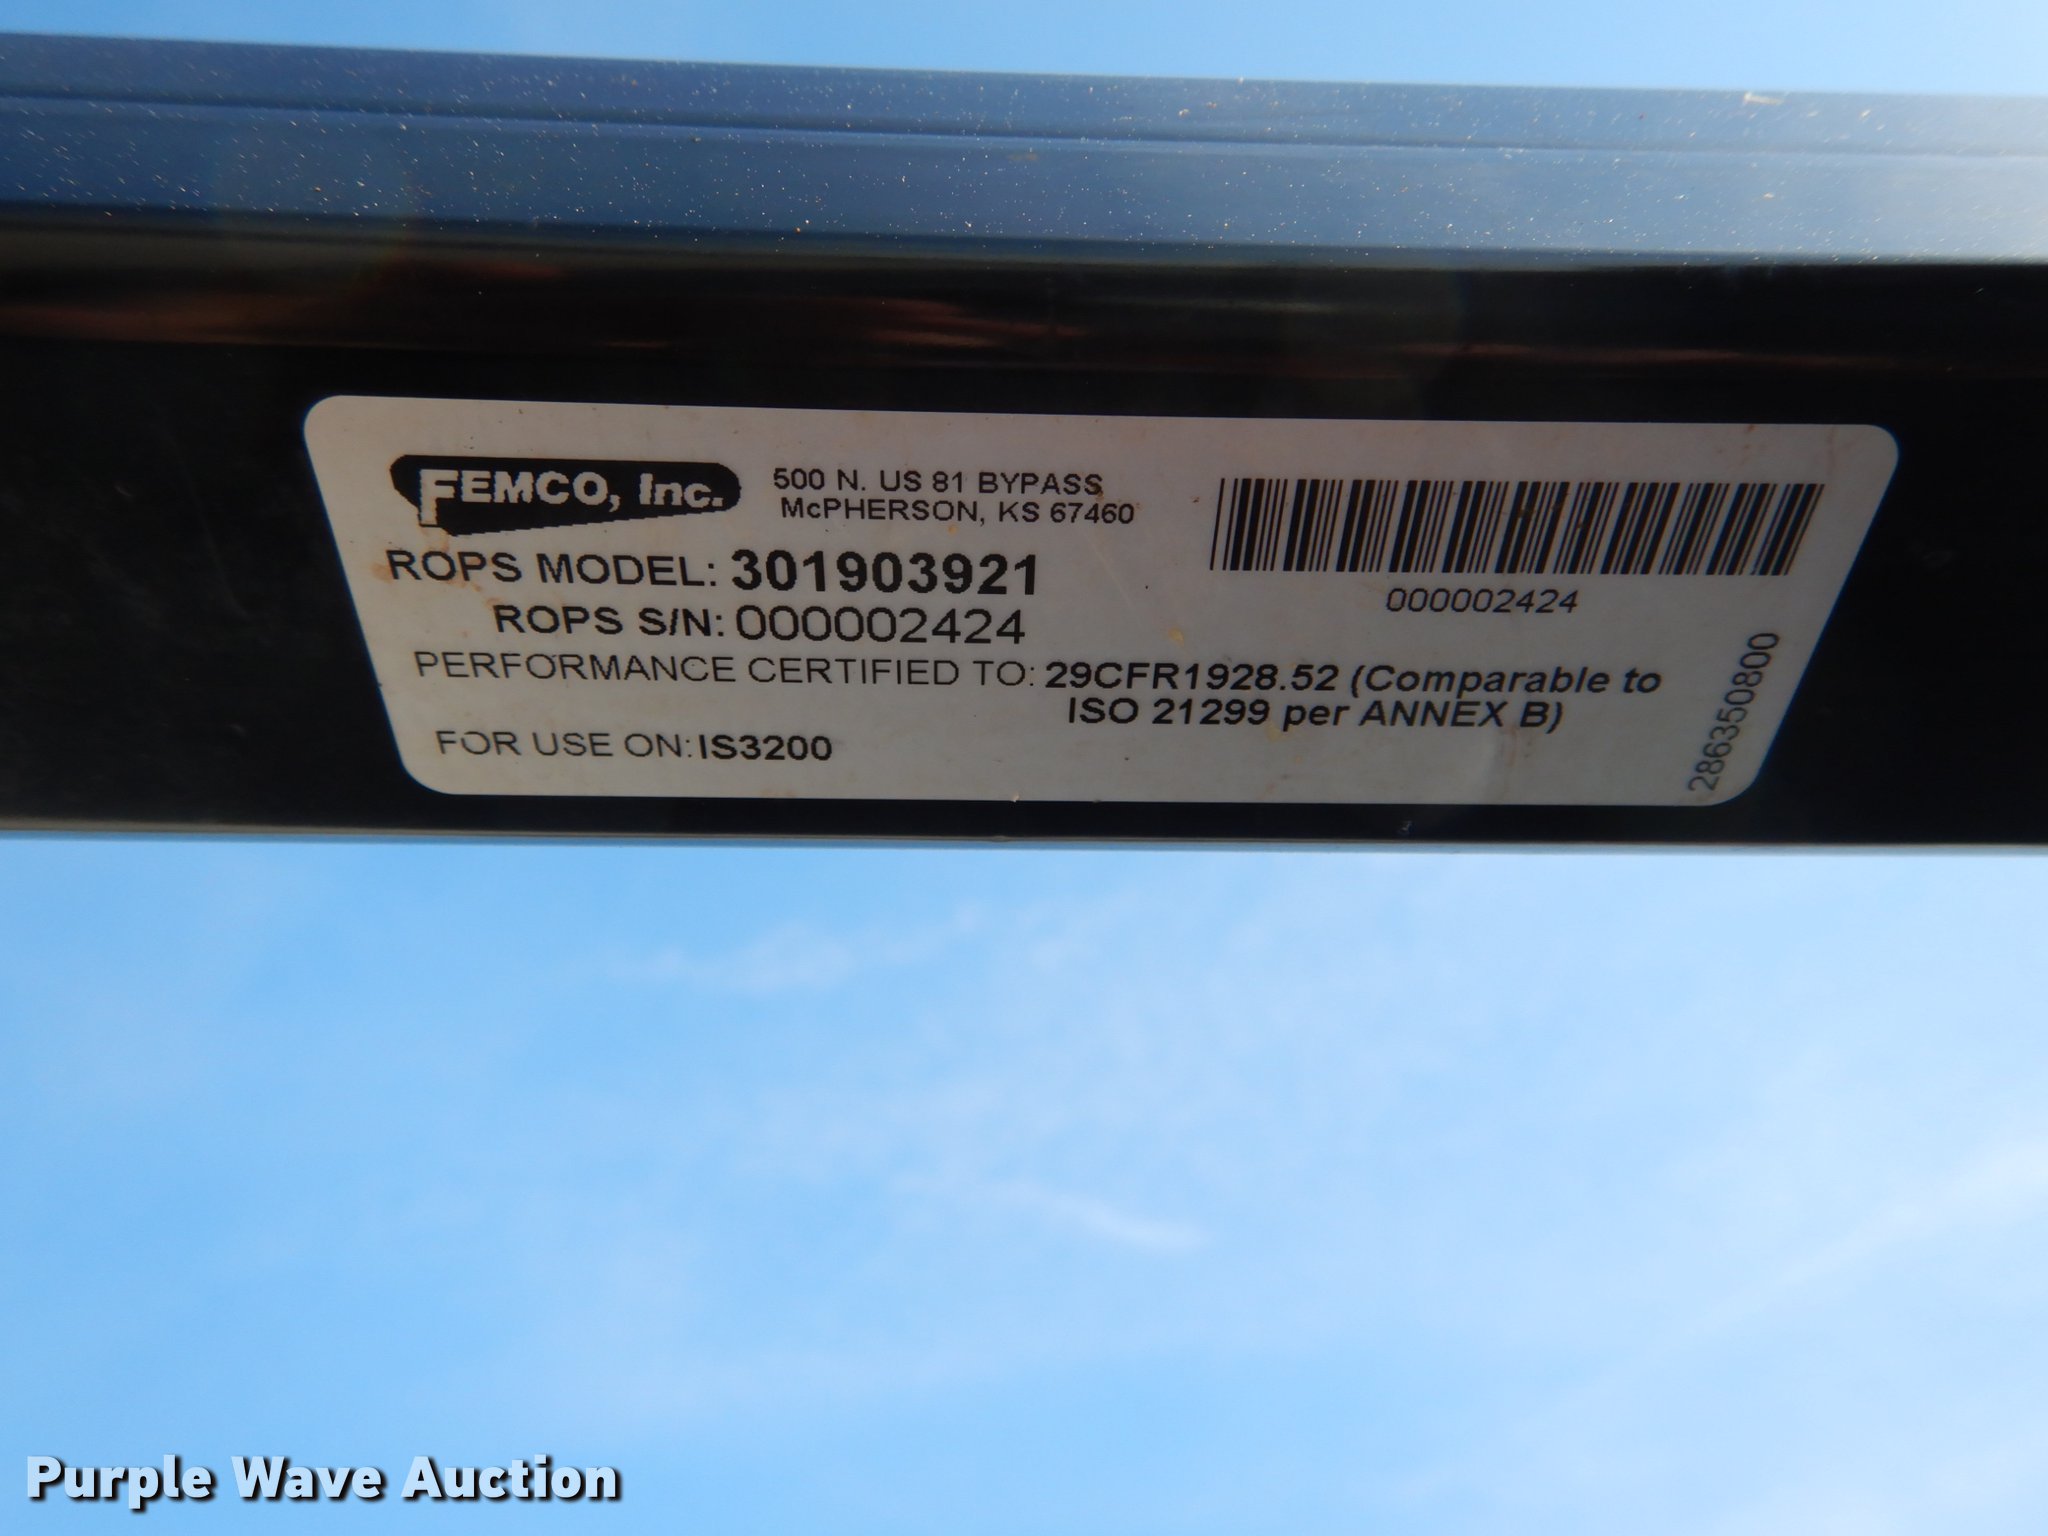 FEMCO, Inc.
500 N. US 81 BYPASS
McPHERSON, KS 67460
ROPS MODEL: 301903921
ROPS S/N: 000002424
PERFORMANCE CERTIFIED TO: 29CFR1928.52 (Comparable to
ISO 21299 per ANNEX B)
FOR USE ON: IS3200
000002424
286350800
Purple Wave Auction